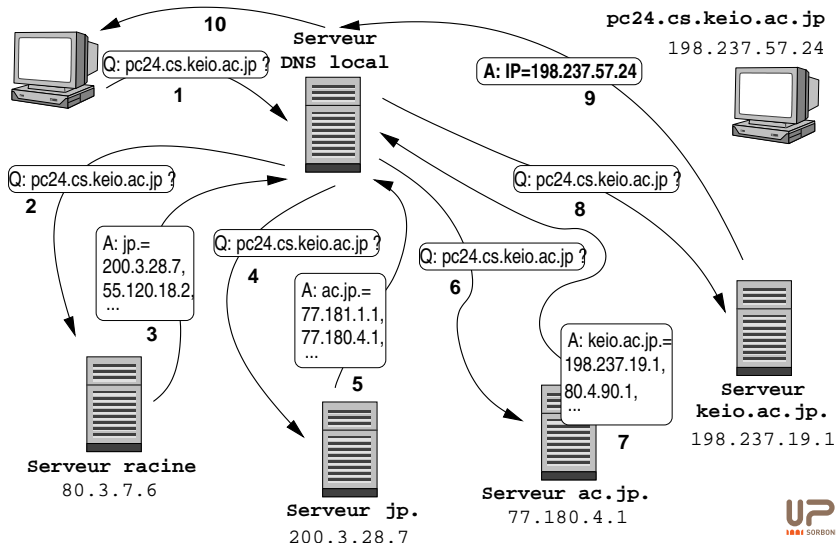 10
Serveur
DNS local
pc24.cs.keio.ac.jp
198.237.57.24
Q: pc24.cs.keio.ac.jp ?
1
A: IP=198.237.57.24
9
Q: pc24.cs.keio.ac.jp ?
2
Q: pc24.cs.keio.ac.jp ?
8
A: jp.=
200.3.28.7,
55.120.18.2,
...
3
Q: pc24.cs.keio.ac.jp ?
4
Q: pc24.cs.keio.ac.jp ?
6
A: ac.jp.=
77.181.1.1,
77.180.4.1,
...
5
A: keio.ac.jp.=
198.237.19.1,
80.4.90.1,
...
7
Serveur
keio.ac.jp.
198.237.19.1
Serveur racine
80.3.7.6
Serveur jp.
200.3.28.7
Serveur ac.jp.
77.180.4.1
UP
SORBON